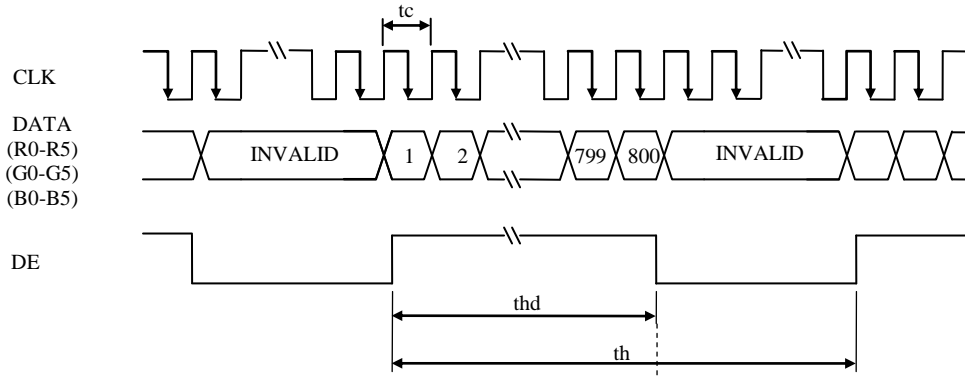 tc
CLK
DATA
(R0-R5)
(G0-G5)
(B0-B5)
INVALID 1 2 799 800 INVALID
DE
thd
th